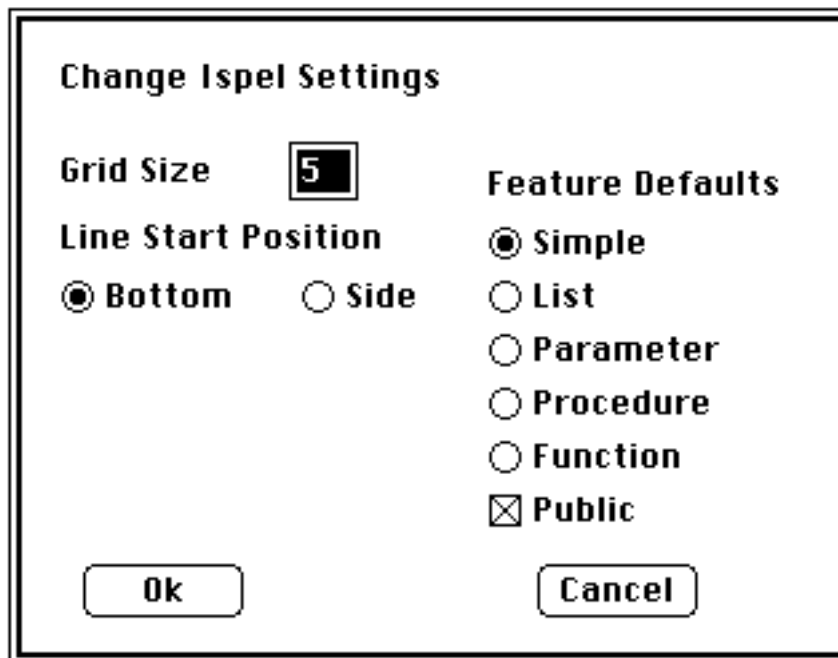 Change Ispel Settings
Grid Size 5
Line Start Position
Bottom Side
Feature Defaults
Simple
List
Parameter
Procedure
Function
Public
Ok Cancel